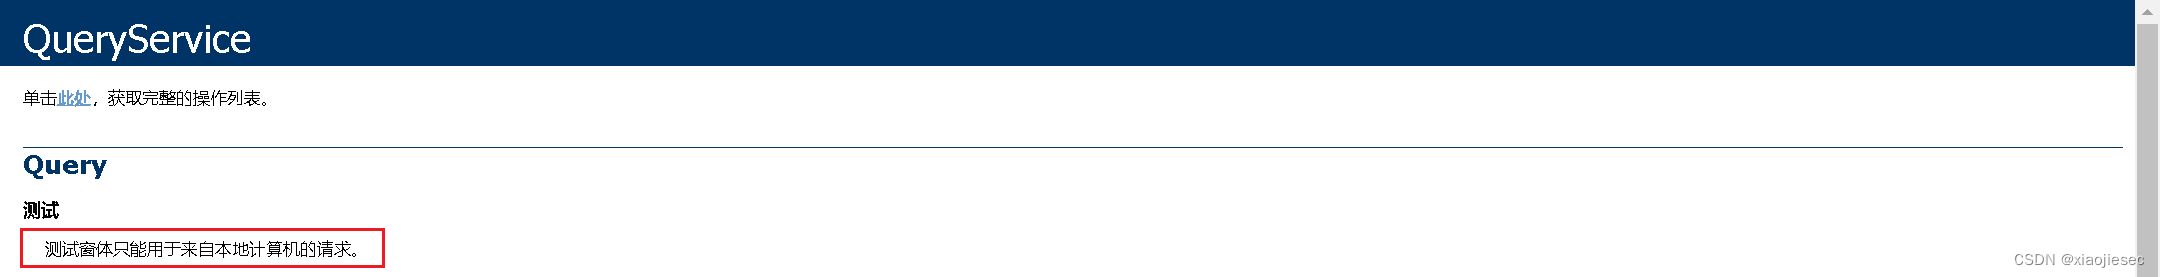 QueryService
单击此处，获取完整的操作列表。
Query
测试
测试窗体只能用于来自本地计算机的请求。
CSDN @xiaojiesec